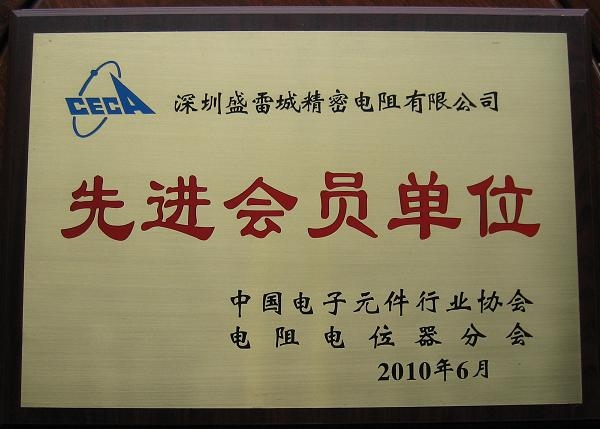 CECA
深圳盛雷城精密电阻有限公司
先进会员单位
中国电子元件行业协会
电阻电位器分会
2010年6月